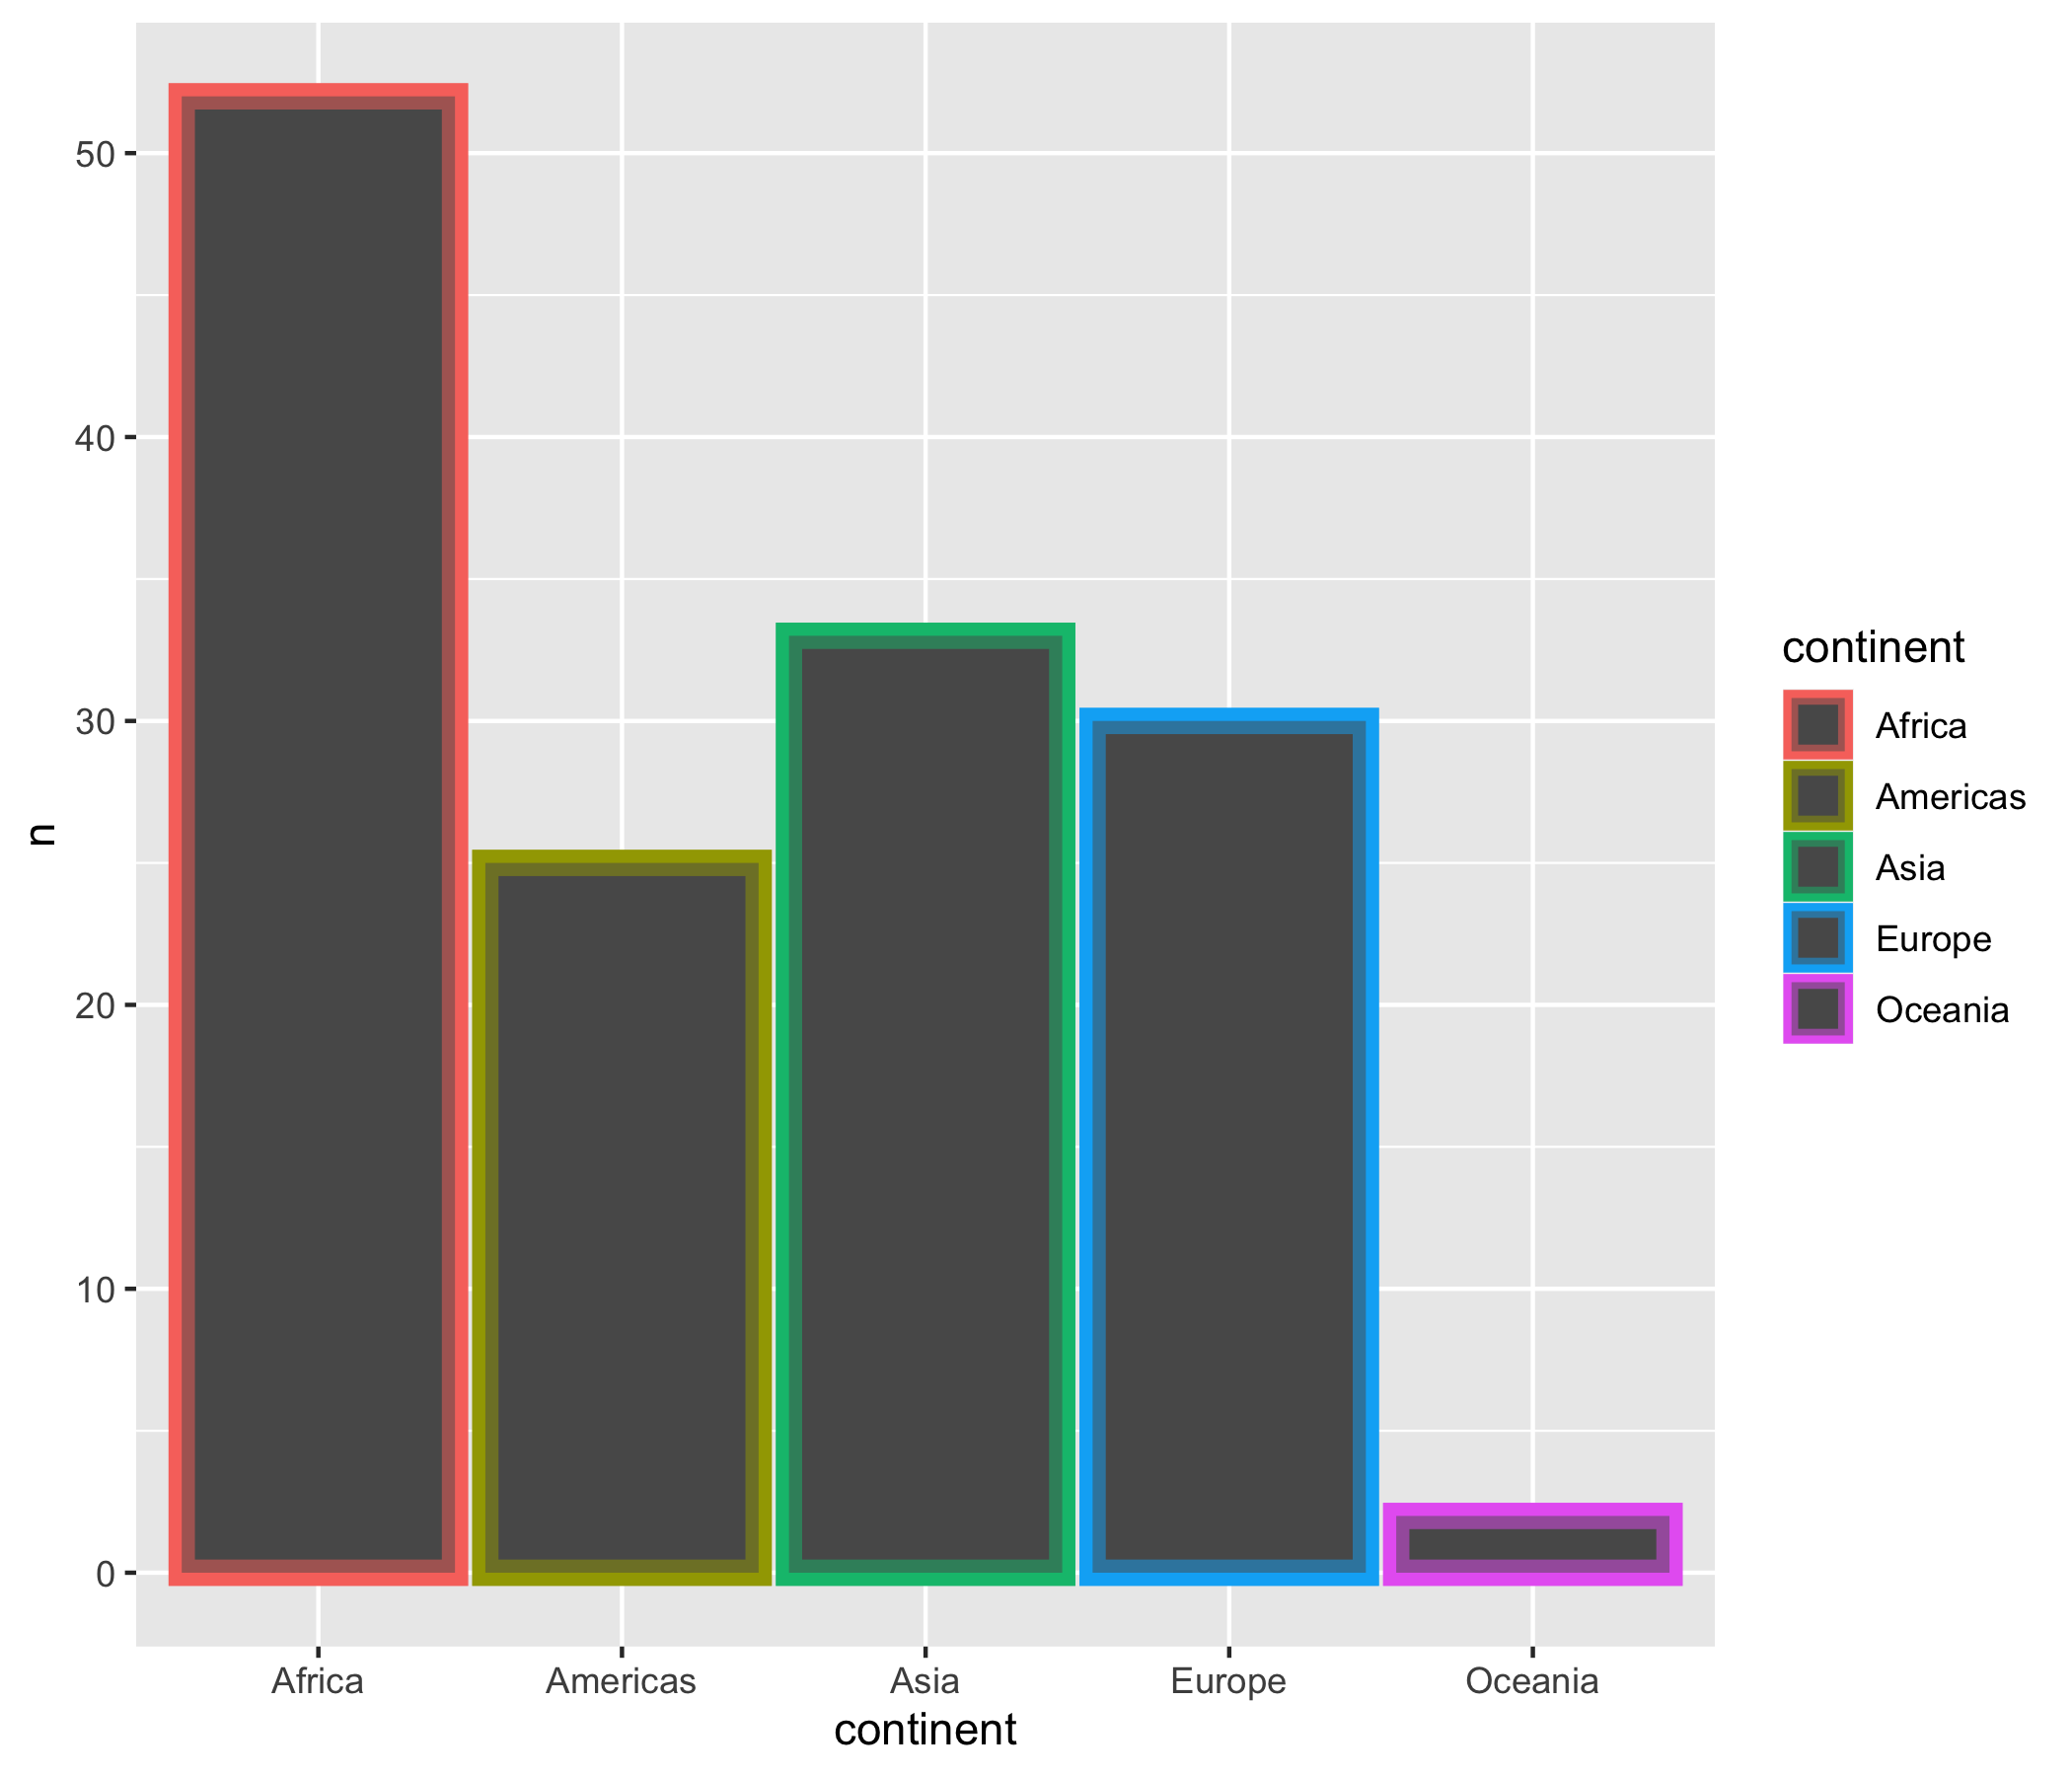 50
40
30
20
10
0
n
Africa Americas Asia Europe Oceania
continent
continent
Africa
Americas
Asia
Europe
Oceania